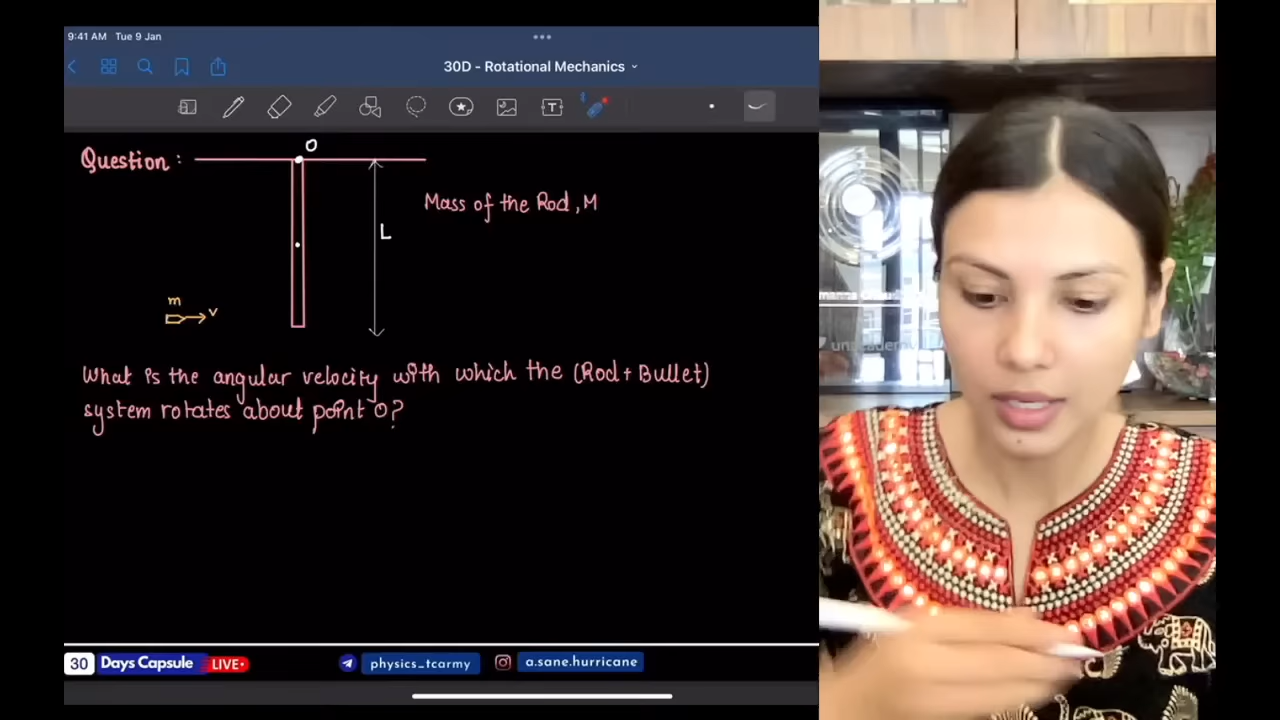 9:41 AM Tue 9 Jan
30D - Rotational Mechanics
Question :
O
Mass of the Rod, M
L
m
v
What is the angular velocity with which the (Rod + Bullet)
system rotates about point O?
30 Days Capsule LIVE
physics_tcarmy
a.sane.hurricane